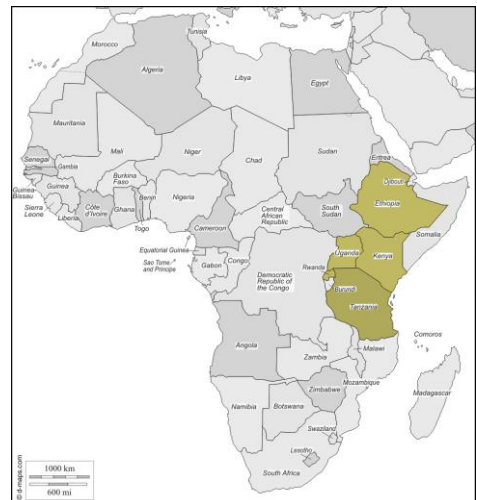 Morocco
Tunisia
Algeria
Libya
Egypt
Mauritania
Mali
Niger
Chad
Sudan
Eritrea
Senegal
Gambia
Burkina
Faso
Djibouti
Guinea
Bissau
Guinea
Benin
Nigeria
Ethiopia
Sierra
Leone
Côte
d'Ivoire
Ghana
Central
African
Republic
South
Sudan
Liberia
Togo
Cameroon
Somalia
Equatorial Guinea
Uganda
Kenya
Sao Tome
and Principe
Gabon
Congo
Rwanda
Democratic
Republic of
the Congo
Burundi
Tanzania
Comoros
Angola
Malawi
Zambia
Mozambique
Zimbabwe
Madagascar
Namibia
Botswana
Swaziland
Lesotho
South Africa
1000 km
600 mi
© d-maps.com